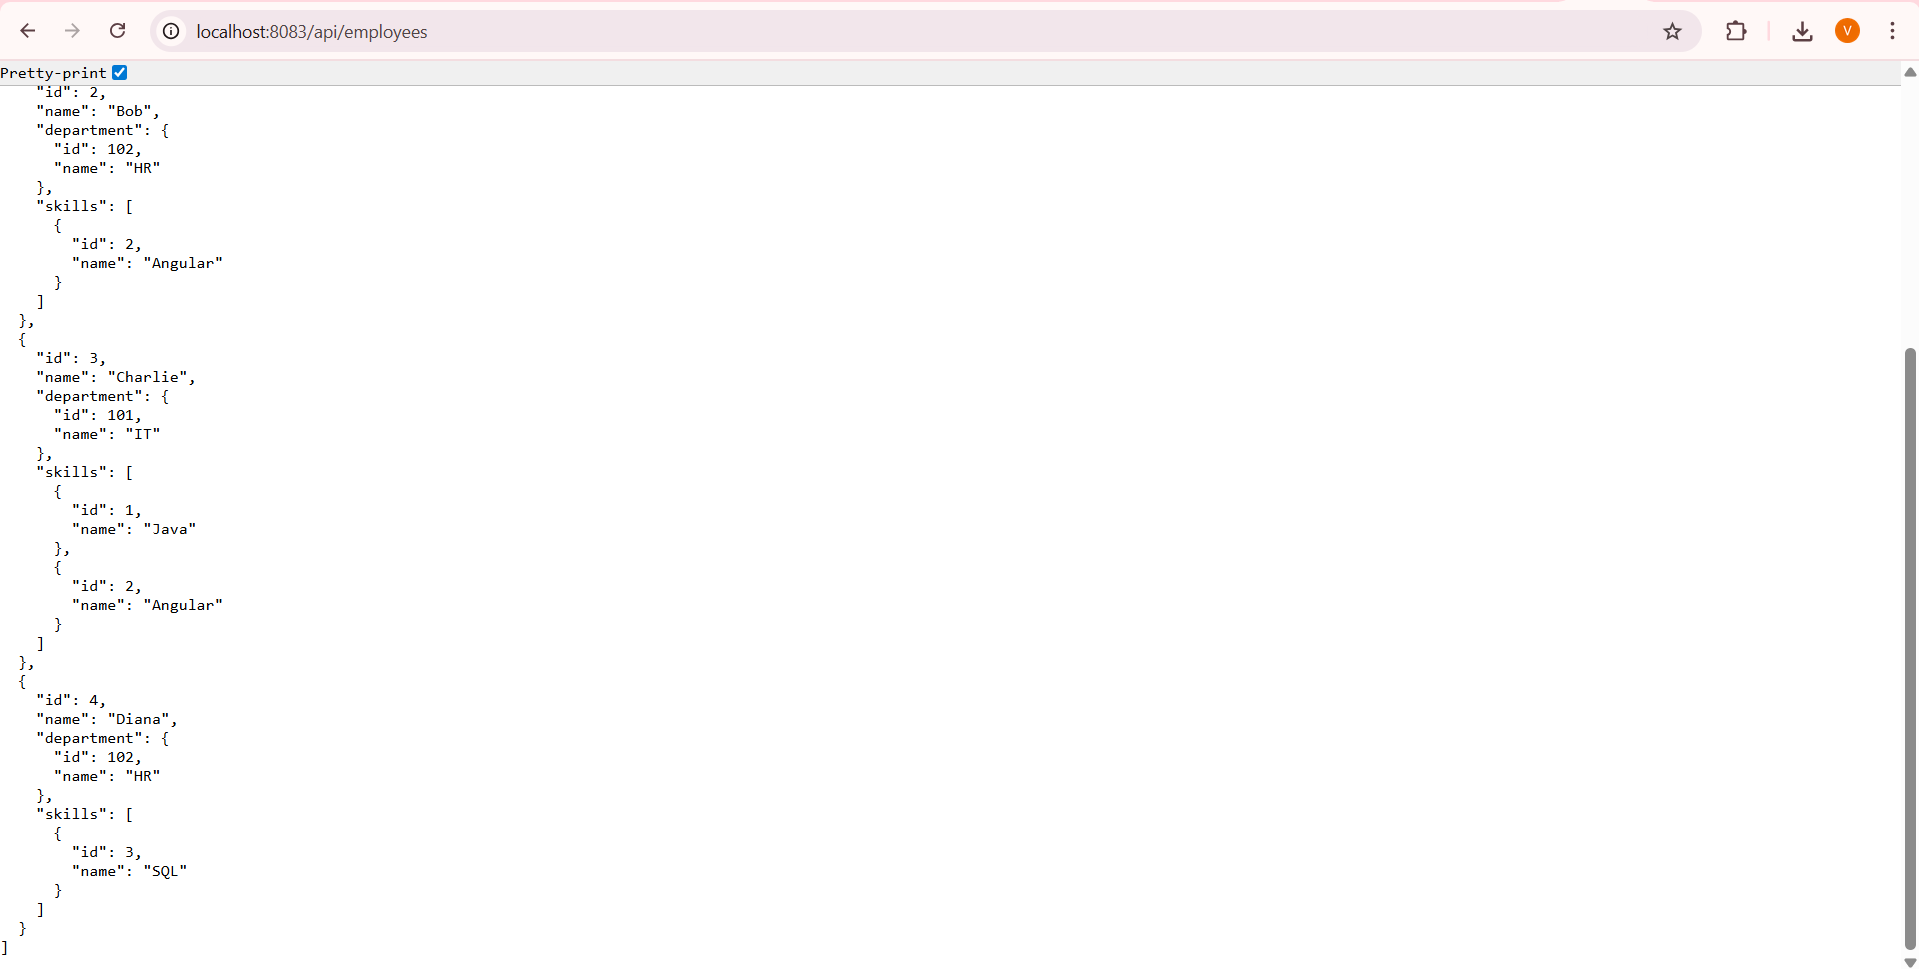 localhost:8083/api/employees
V
Pretty-print
"id": 2,
"name": "Bob",
"department": {
"id": 102,
"name": "HR"
},
"skills": [
{
"id": 2,
"name": "Angular"
}
]
},
{
"id": 3,
"name": "Charlie",
"department": {
"id": 101,
"name": "IT"
},
"skills": [
{
"id": 1,
"name": "Java"
},
{
"id": 2,
"name": "Angular"
}
]
},
{
"id": 4,
"name": "Diana",
"department": {
"id": 102,
"name": "HR"
},
"skills": [
{
"id": 3,
"name": "SQL"
}
]
}
]